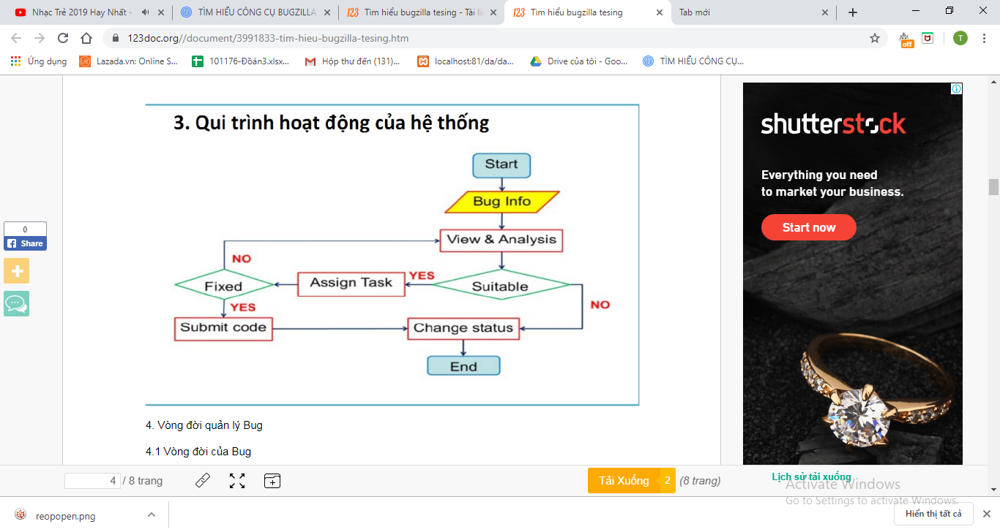 Nhạc Trẻ 2019 Hay Nhất -
TÌM HIỂU CÔNG CỤ BUGZILLA
123 Tìm hiểu bugzilla tesing - Tài li
123 Tìm hiểu bugzilla tesing
Tab mới
123doc.org//document/3991833-tim-hieu-bugzilla-tesing.htm
off
T
Ứng dụng
Lazada.vn: Online S...
101176-Đồán3.xlsx...
Hộp thư đến (131)...
localhost:81/da/da...
Drive của tôi - Goo...
TÌM HIỂU CÔNG CỤ...
3. Qui trình hoạt động của hệ thống
Start
Bug Info
View & Analysis
NO
Fixed
Assign Task
YES
Suitable
YES
NO
Submit code
Change status
End
4. Vòng đời quản lý Bug
4.1 Vòng đời của Bug
0
Share
shutterstock
Everything you need
to market your business.
Start now
4 / 8 trang
Tải Xuống 2 (8 trang)
Lịch sử tải xuống
Activate Windows
Go to Settings to activate Windows.
reopopen.png
Hiển thị tất cả